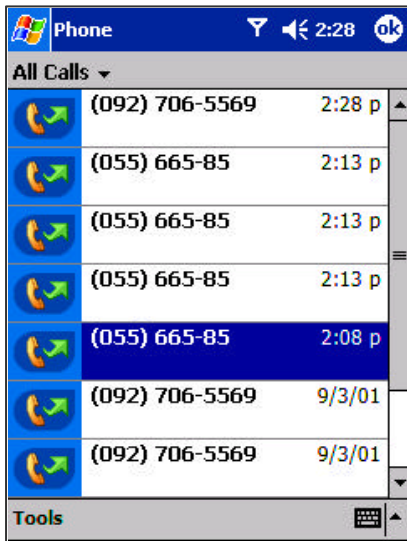 Phone 2:28 ok
All Calls
(092) 706-5569 2:28 p
(055) 665-85 2:13 p
(055) 665-85 2:13 p
(055) 665-85 2:13 p
(055) 665-85 2:08 p
(092) 706-5569 9/3/01
(092) 706-5569 9/3/01
Tools